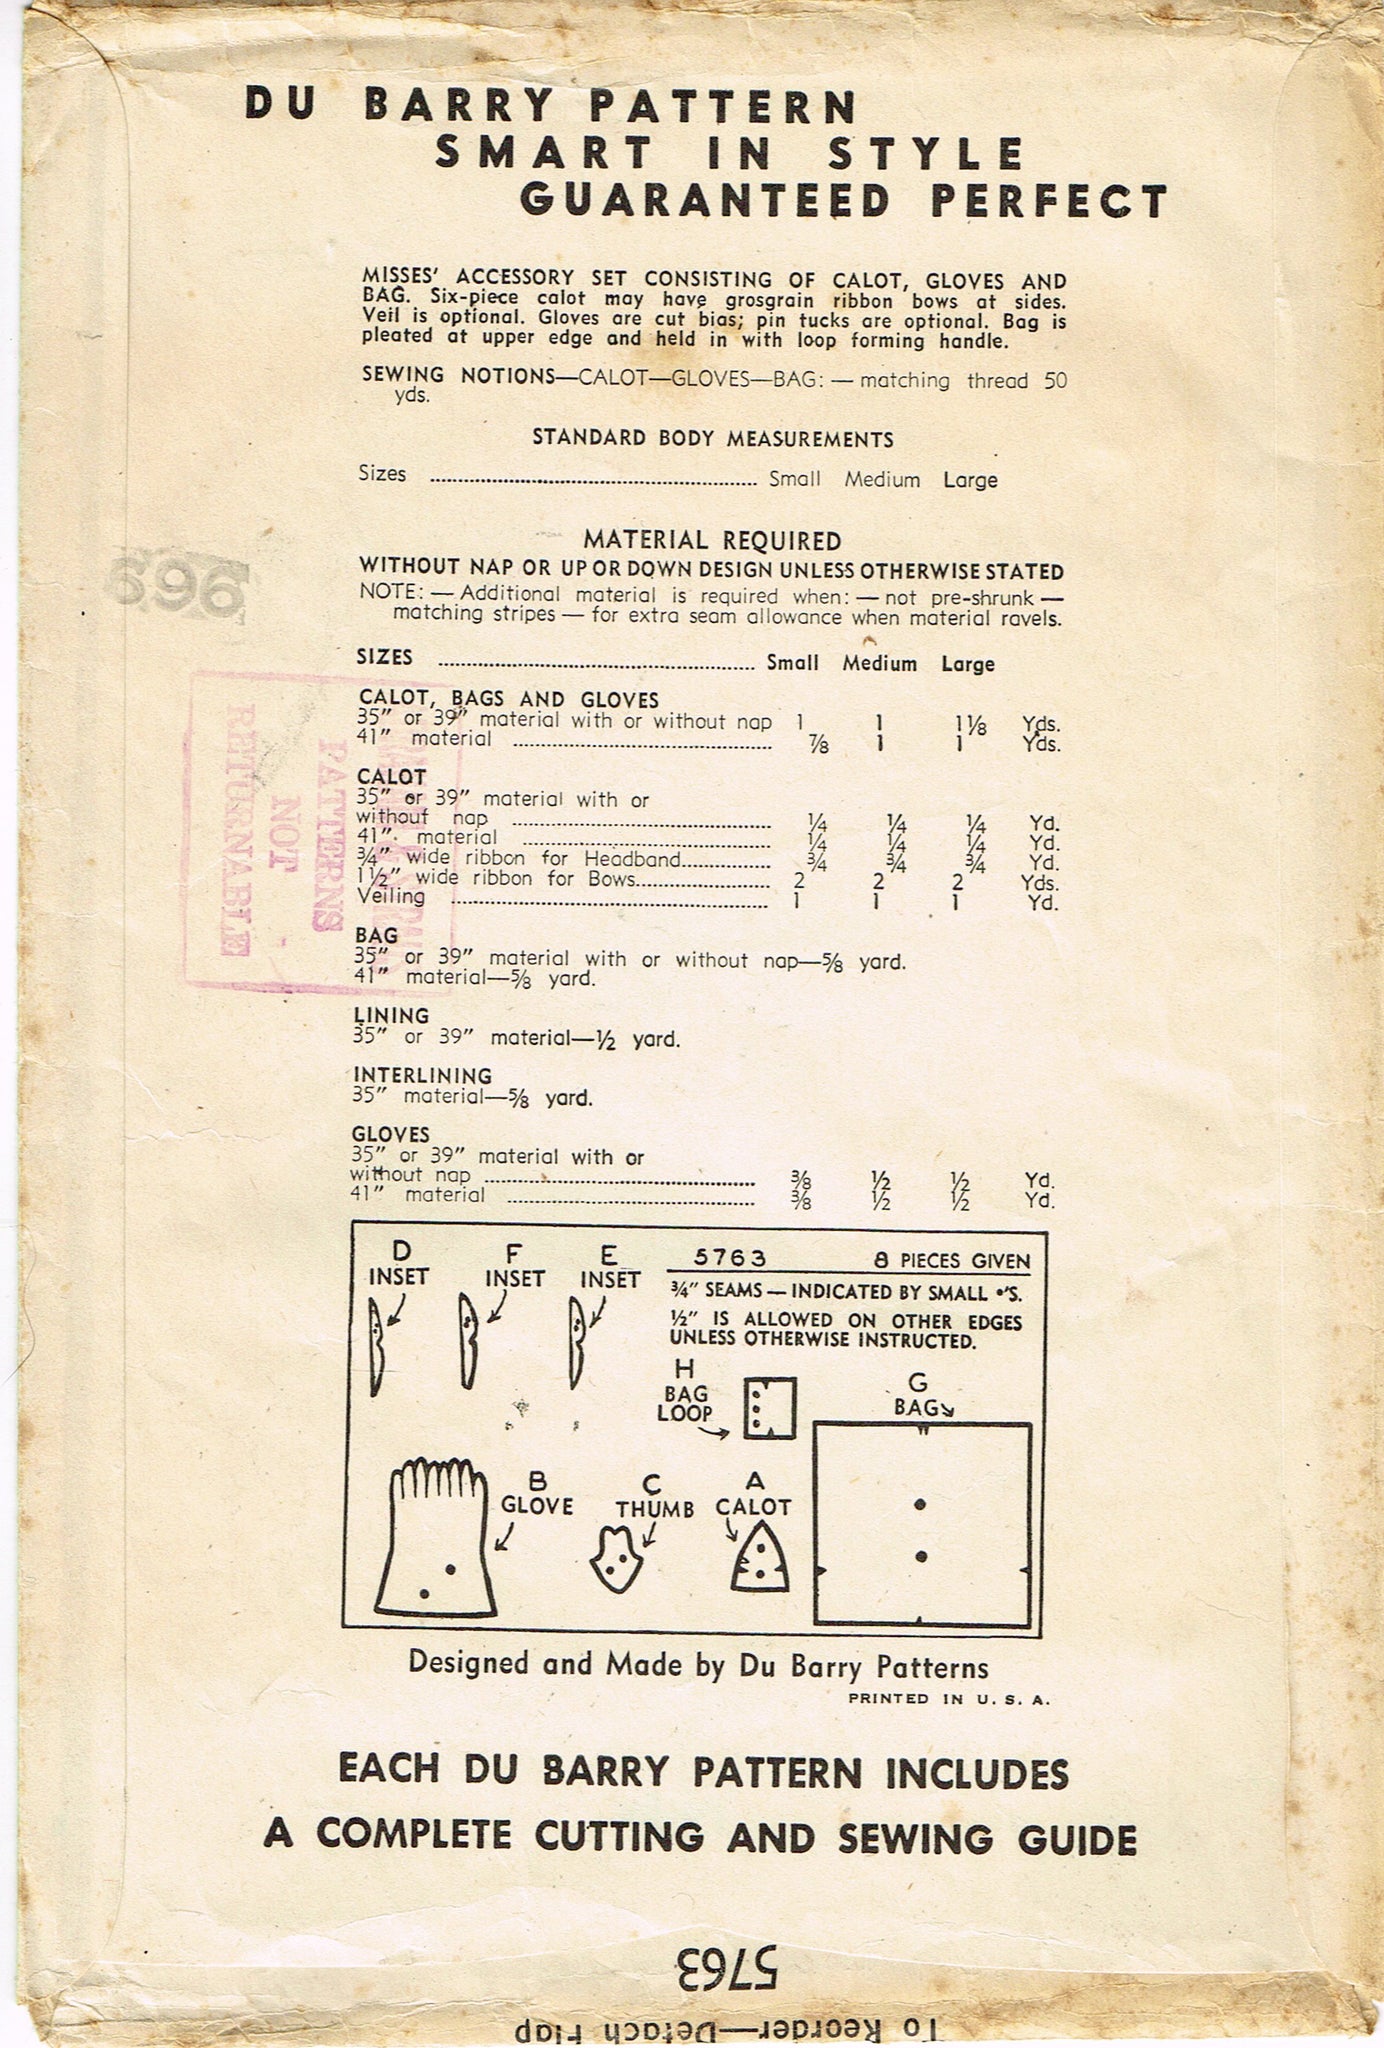 DU BARRY PATTERN
SMART IN STYLE
GUARANTEED PERFECT
MISSES' ACCESSORY SET CONSISTING OF CALOT, GLOVES AND
BAG. Six-piece calot may have grosgrain ribbon bows at sides.
Veil is optional. Gloves are cut bias; pin tucks are optional. Bag is
pleated at upper edge and held in with loop forming handle.
SEWING NOTIONS—CALOT—GLOVES—BAG: — matching thread 50
yds.
STANDARD BODY MEASUREMENTS
Sizes ........ Small Medium Large
MATERIAL REQUIRED
WITHOUT NAP OR UP OR DOWN DESIGN UNLESS OTHERWISE STATED
NOTE: — Additional material is required when: — not pre-shrunk —
matching stripes — for extra seam allowance when material ravels.
696
SIZES ........ Small Medium Large
CALOT, BAGS AND GLOVES
35" or 39" material with or without nap 1 1 1⅛ Yds.
41" material ........ ⅞ 1 1 Yds.
CALOT
35" or 39" material with or
without nap ........ ¼ ¼ ¼ Yd.
41" material ........ ¼ ¼ ¼ Yd.
¾" wide ribbon for Headband........ ¾ ¾ ¾ Yd.
1½" wide ribbon for Bows........ 2 2 2 Yds.
Veiling ........ 1 1 1 Yd.
PATTERNS
NOT
RETURNABLE
BAG
35" or 39" material with or without nap—⅝ yard.
41" material—⅝ yard.
LINING
35" or 39" material—½ yard.
INTERLINING
35" material—⅝ yard.
GLOVES
35" or 39" material with or
without nap ........ ⅜ ½ ½ Yd.
41" material ........ ⅜ ½ ½ Yd.
D
INSET
F
INSET
E
INSET
5763 8 PIECES GIVEN
¾" SEAMS — INDICATED BY SMALL •'S.
½" IS ALLOWED ON OTHER EDGES
UNLESS OTHERWISE INSTRUCTED.
H
BAG
LOOP
G
BAG
B
GLOVE
C
THUMB
A
CALOT
Designed and Made by Du Barry Patterns
PRINTED IN U. S. A.
EACH DU BARRY PATTERN INCLUDES
A COMPLETE CUTTING AND SEWING GUIDE
5763
To Reorder—Detach Flap